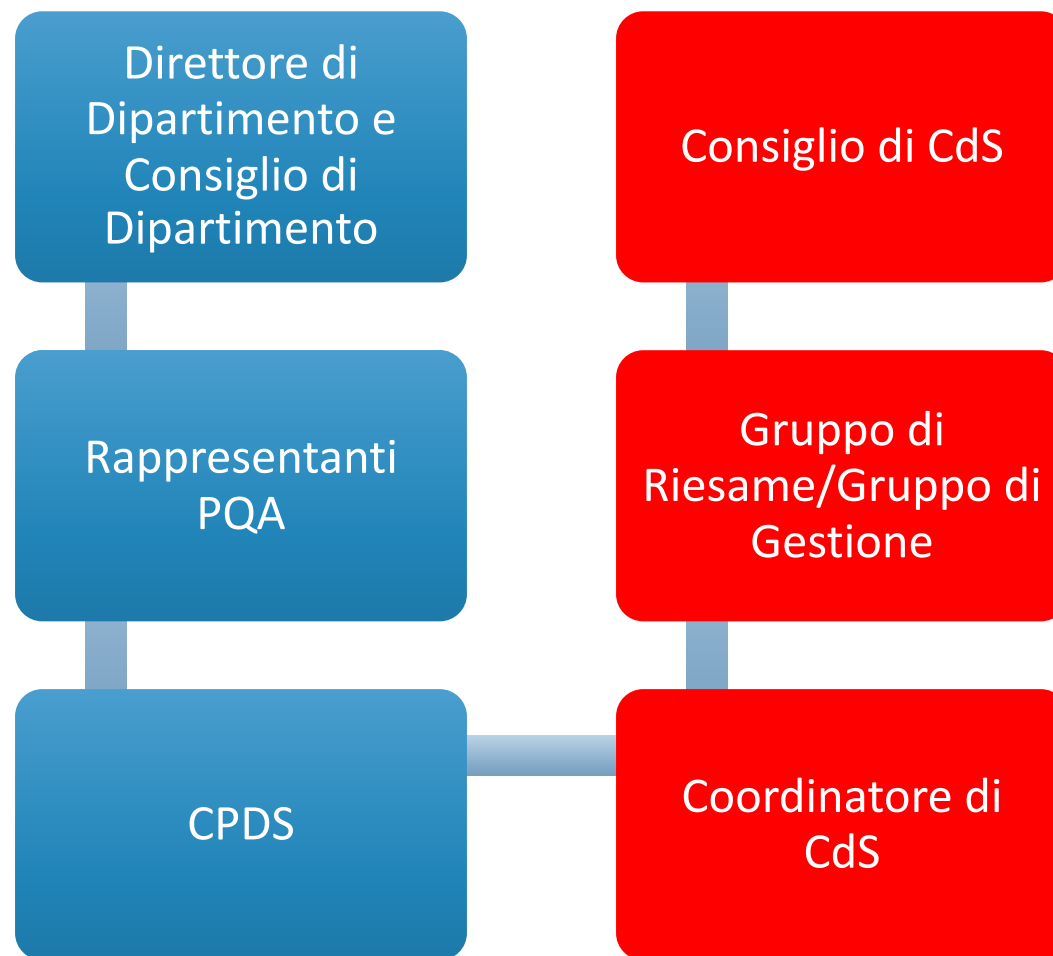 Direttore di
Dipartimento e
Consiglio di
Dipartimento
Rappresentanti
PQA
CPDS
Consiglio di CdS
Gruppo di
Riesame/Gruppo di
Gestione
Coordinatore di
CdS